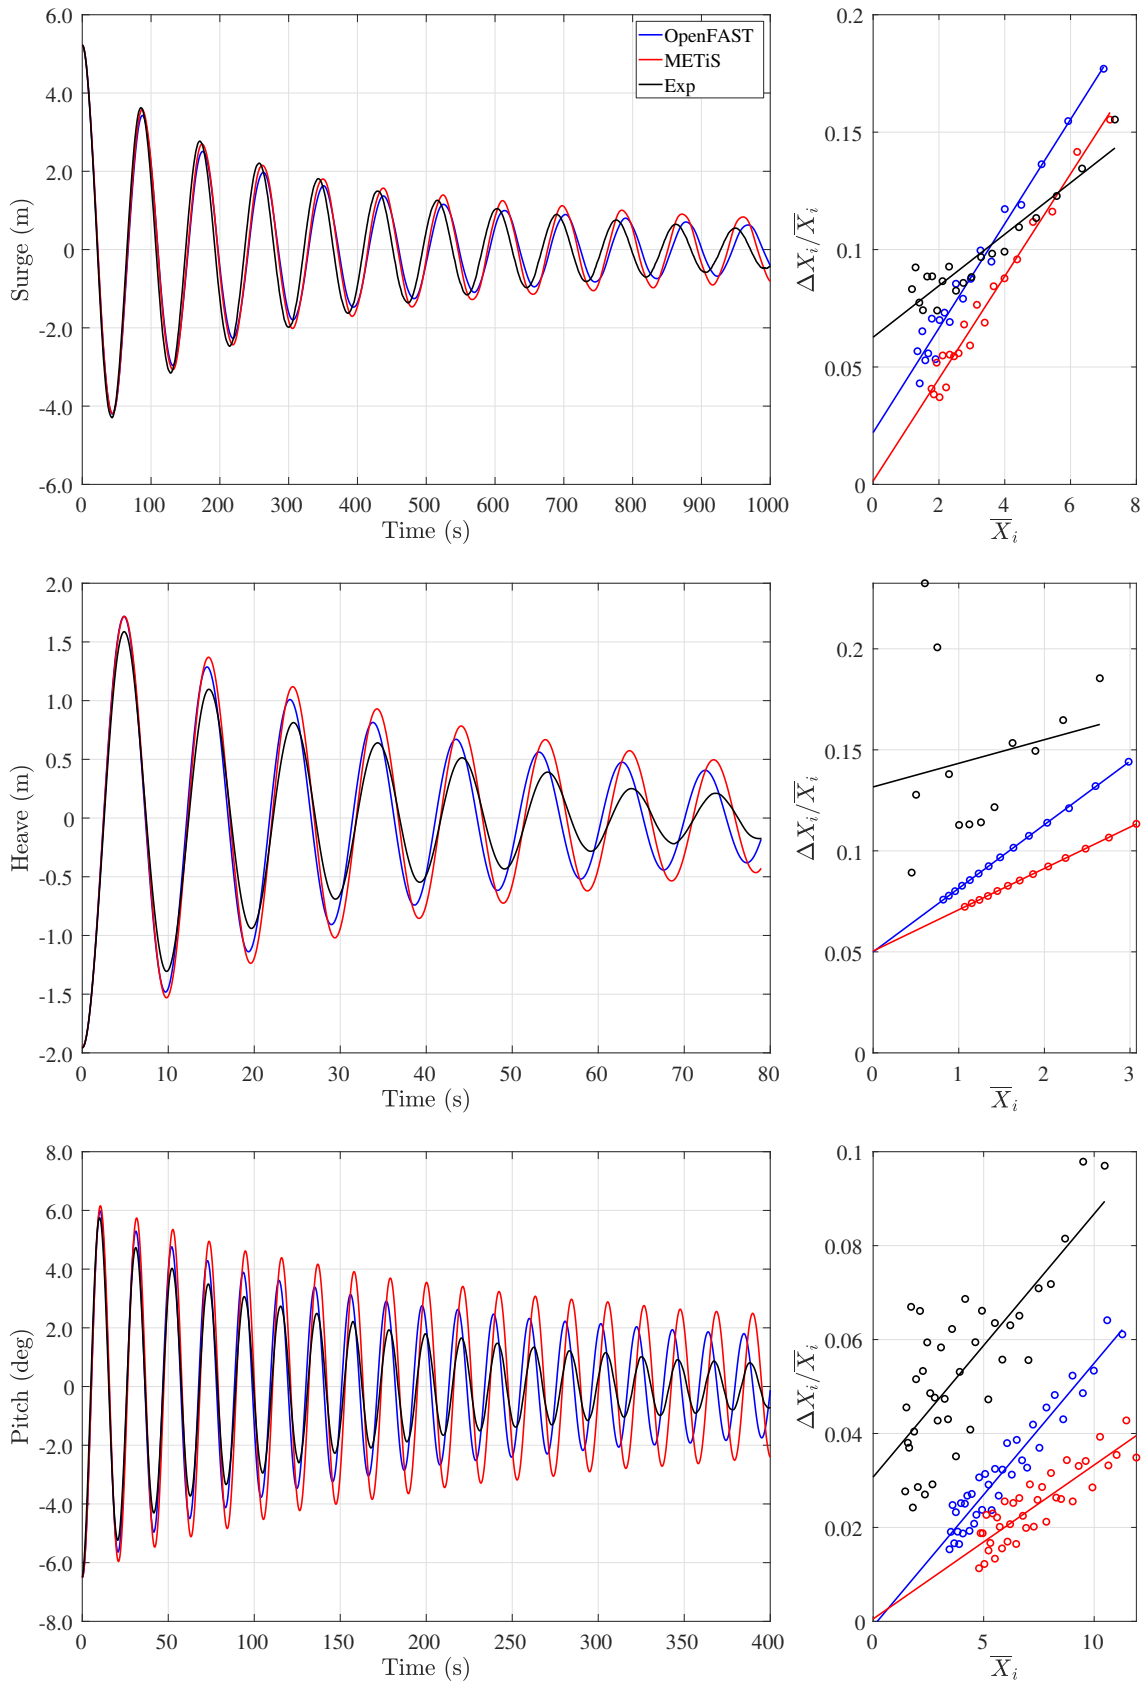 6.0
4.0
2.0
0
-2.0
-4.0
-6.0
Surge (m)
0 100 200 300 400 500 600 700 800 900 1000
Time (s)
OpenFAST
METiS
Exp
0.2
0.15
0.1
0.05
0
ΔX_i/X̅_i
0 2 4 6 8
X̅_i
2.0
1.5
1.0
0.5
0
-0.5
-1.0
-1.5
-2.0
Heave (m)
0 10 20 30 40 50 60 70 80
Time (s)
0.2
0.15
0.1
0.05
0
ΔX_i/X̅_i
0 1 2 3
X̅_i
8.0
6.0
4.0
2.0
0
-2.0
-4.0
-6.0
-8.0
Pitch (deg)
0 50 100 150 200 250 300 350 400
Time (s)
0.1
0.08
0.06
0.04
0.02
0
ΔX_i/X̅_i
0 5 10
X̅_i